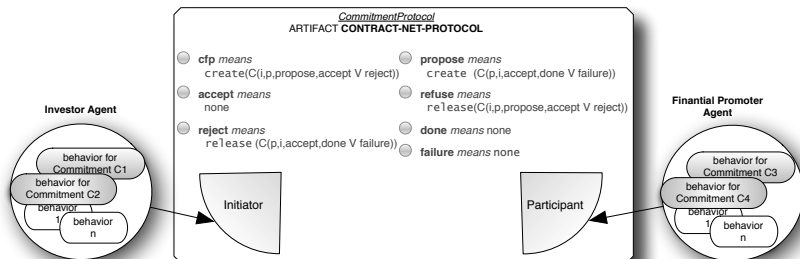 CommitmentProtocol
ARTIFACT CONTRACT-NET-PROTOCOL
cfp means
create(C(i,p,propose,accept V reject))
accept means
none
reject means
release (C(p,i,accept,done V failure))
propose means
create (C(p,i,accept,done V failure))
refuse means
release(C(i,p,propose,accept V reject))
done means none
failure means none
Investor Agent
behavior for
Commitment C1
behavior for
Commitment C2
behavior
1
behavior
n
Initiator
Participant
Finantial Promoter
Agent
behavior for
Commitment C3
behavior for
Commitment C4
behavior
1
behavior
n